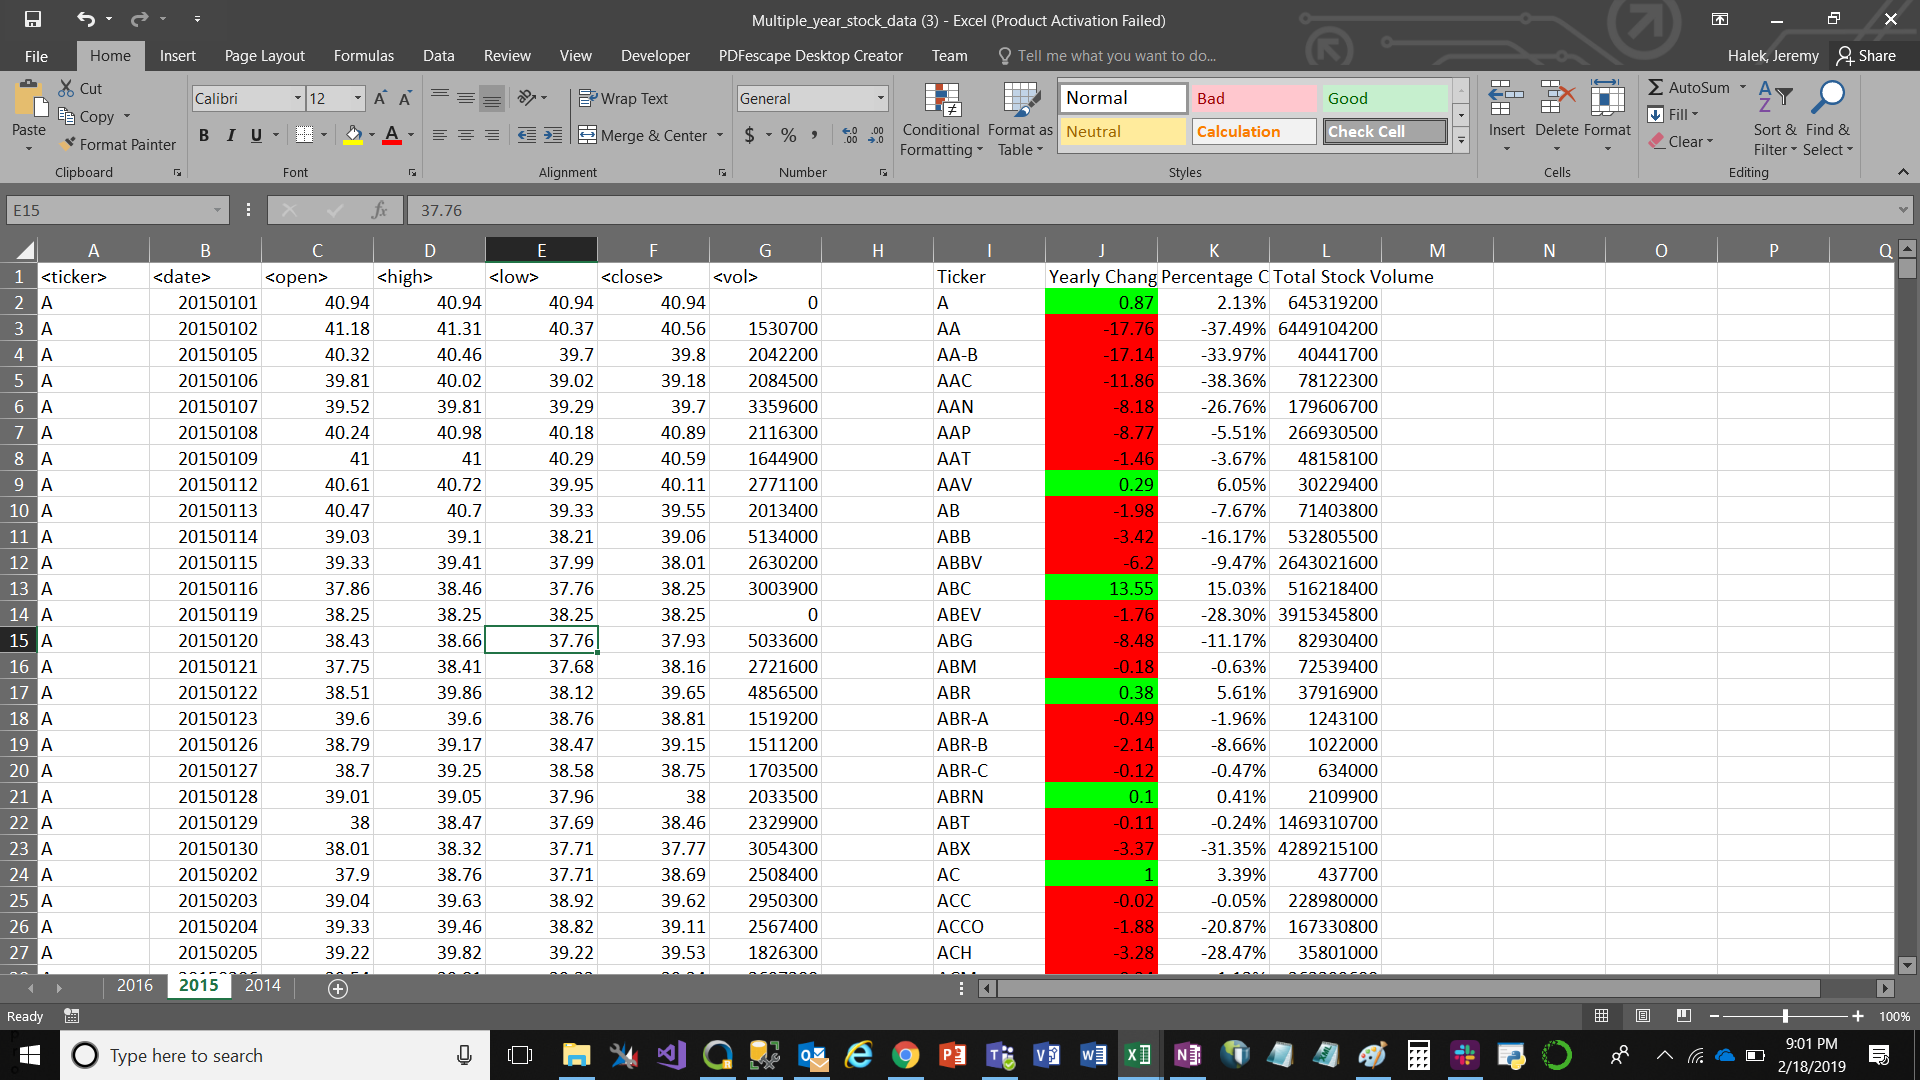 Multiple_year_stock_data (3) - Excel (Product Activation Failed)
File Home Insert Page Layout Formulas Data Review View Developer PDFescape Desktop Creator Team Tell me what you want to do... Halek, Jeremy Share
Paste Cut Copy Format Painter Clipboard
Calibri 12 B I U A A A Font
Wrap Text Merge & Center Alignment
General $ % , .00 .0 Number
Conditional Formatting Format as Table
Normal Bad Good
Neutral Calculation Check Cell
Styles
Insert Delete Format Cells
AutoSum Fill Clear Sort & Filter Find & Select Editing
E15 fx 37.76
A B C D E F G H I J K L M N O P Q
1 <ticker> <date> <open> <high> <low> <close> <vol> Ticker Yearly Chang Percentage C Total Stock Volume
2 A 20150101 40.94 40.94 40.94 40.94 0 A 0.87 2.13% 645319200
3 A 20150102 41.18 41.31 40.37 40.56 1530700 AA -17.76 -37.49% 6449104200
4 A 20150105 40.32 40.46 39.7 39.8 2042200 AA-B -17.14 -33.97% 40441700
5 A 20150106 39.81 40.02 39.02 39.18 2084500 AAC -11.86 -38.36% 78122300
6 A 20150107 39.52 39.81 39.29 39.7 3359600 AAN -8.18 -26.76% 179606700
7 A 20150108 40.24 40.98 40.18 40.89 2116300 AAP -8.77 -5.51% 266930500
8 A 20150109 41 41 40.29 40.59 1644900 AAT -1.46 -3.67% 48158100
9 A 20150112 40.61 40.72 39.95 40.11 2771100 AAV 0.29 6.05% 30229400
10 A 20150113 40.47 40.7 39.33 39.55 2013400 AB -1.98 -7.67% 71403800
11 A 20150114 39.03 39.1 38.21 39.06 5134000 ABB -3.42 -16.17% 532805500
12 A 20150115 39.33 39.41 37.99 38.01 2630200 ABBV -6.2 -9.47% 2643021600
13 A 20150116 37.86 38.46 37.76 38.25 3003900 ABC 13.55 15.03% 516218400
14 A 20150119 38.25 38.25 38.25 38.25 0 ABEV -1.76 -28.30% 3915345800
15 A 20150120 38.43 38.66 37.76 37.93 5033600 ABG -8.48 -11.17% 82930400
16 A 20150121 37.75 38.41 37.68 38.16 2721600 ABM -0.18 -0.63% 72539400
17 A 20150122 38.51 39.86 38.12 39.65 4856500 ABR 0.38 5.61% 37916900
18 A 20150123 39.6 39.6 38.76 38.81 1519200 ABR-A -0.49 -1.96% 1243100
19 A 20150126 38.79 39.17 38.47 39.15 1511200 ABR-B -2.14 -8.66% 1022000
20 A 20150127 38.7 39.25 38.58 38.75 1703500 ABR-C -0.12 -0.47% 634000
21 A 20150128 39.01 39.05 37.96 38 2033500 ABRN 0.1 0.41% 2109900
22 A 20150129 38 38.47 37.69 38.46 2329900 ABT -0.11 -0.24% 1469310700
23 A 20150130 38.01 38.32 37.71 37.77 3054300 ABX -3.37 -31.35% 4289215100
24 A 20150202 37.9 38.76 37.71 38.69 2508400 AC 1 3.39% 437700
25 A 20150203 39.04 39.63 38.92 39.62 2950300 ACC -0.02 -0.05% 228980000
26 A 20150204 39.33 39.46 38.82 39.11 2567400 ACCO -1.88 -20.87% 167330800
27 A 20150205 39.22 39.82 39.22 39.53 1826300 ACH -3.28 -28.47% 35801000
2016 2015 2014
Ready 100%
Type here to search
9:01 PM
2/18/2019